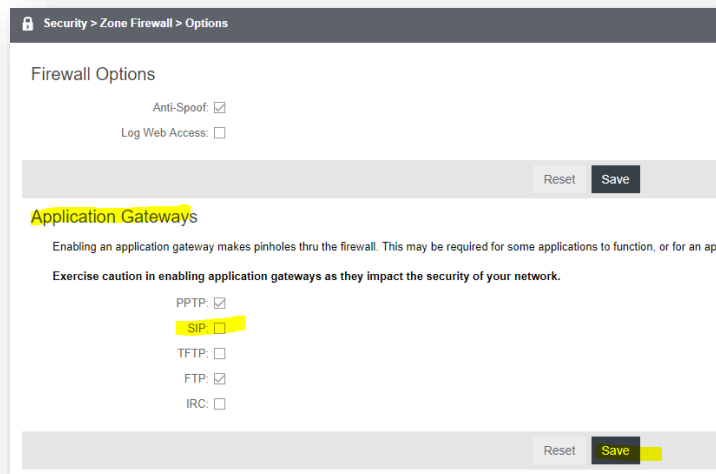 Security > Zone Firewall > Options
Firewall Options
Anti-Spoof:
Log Web Access:
Reset Save
Application Gateways
Enabling an application gateway makes pinholes thru the firewall. This may be required for some applications to function, or for an ap
Exercise caution in enabling application gateways as they impact the security of your network.
PPTP:
SIP:
TFTP:
FTP:
IRC:
Reset Save